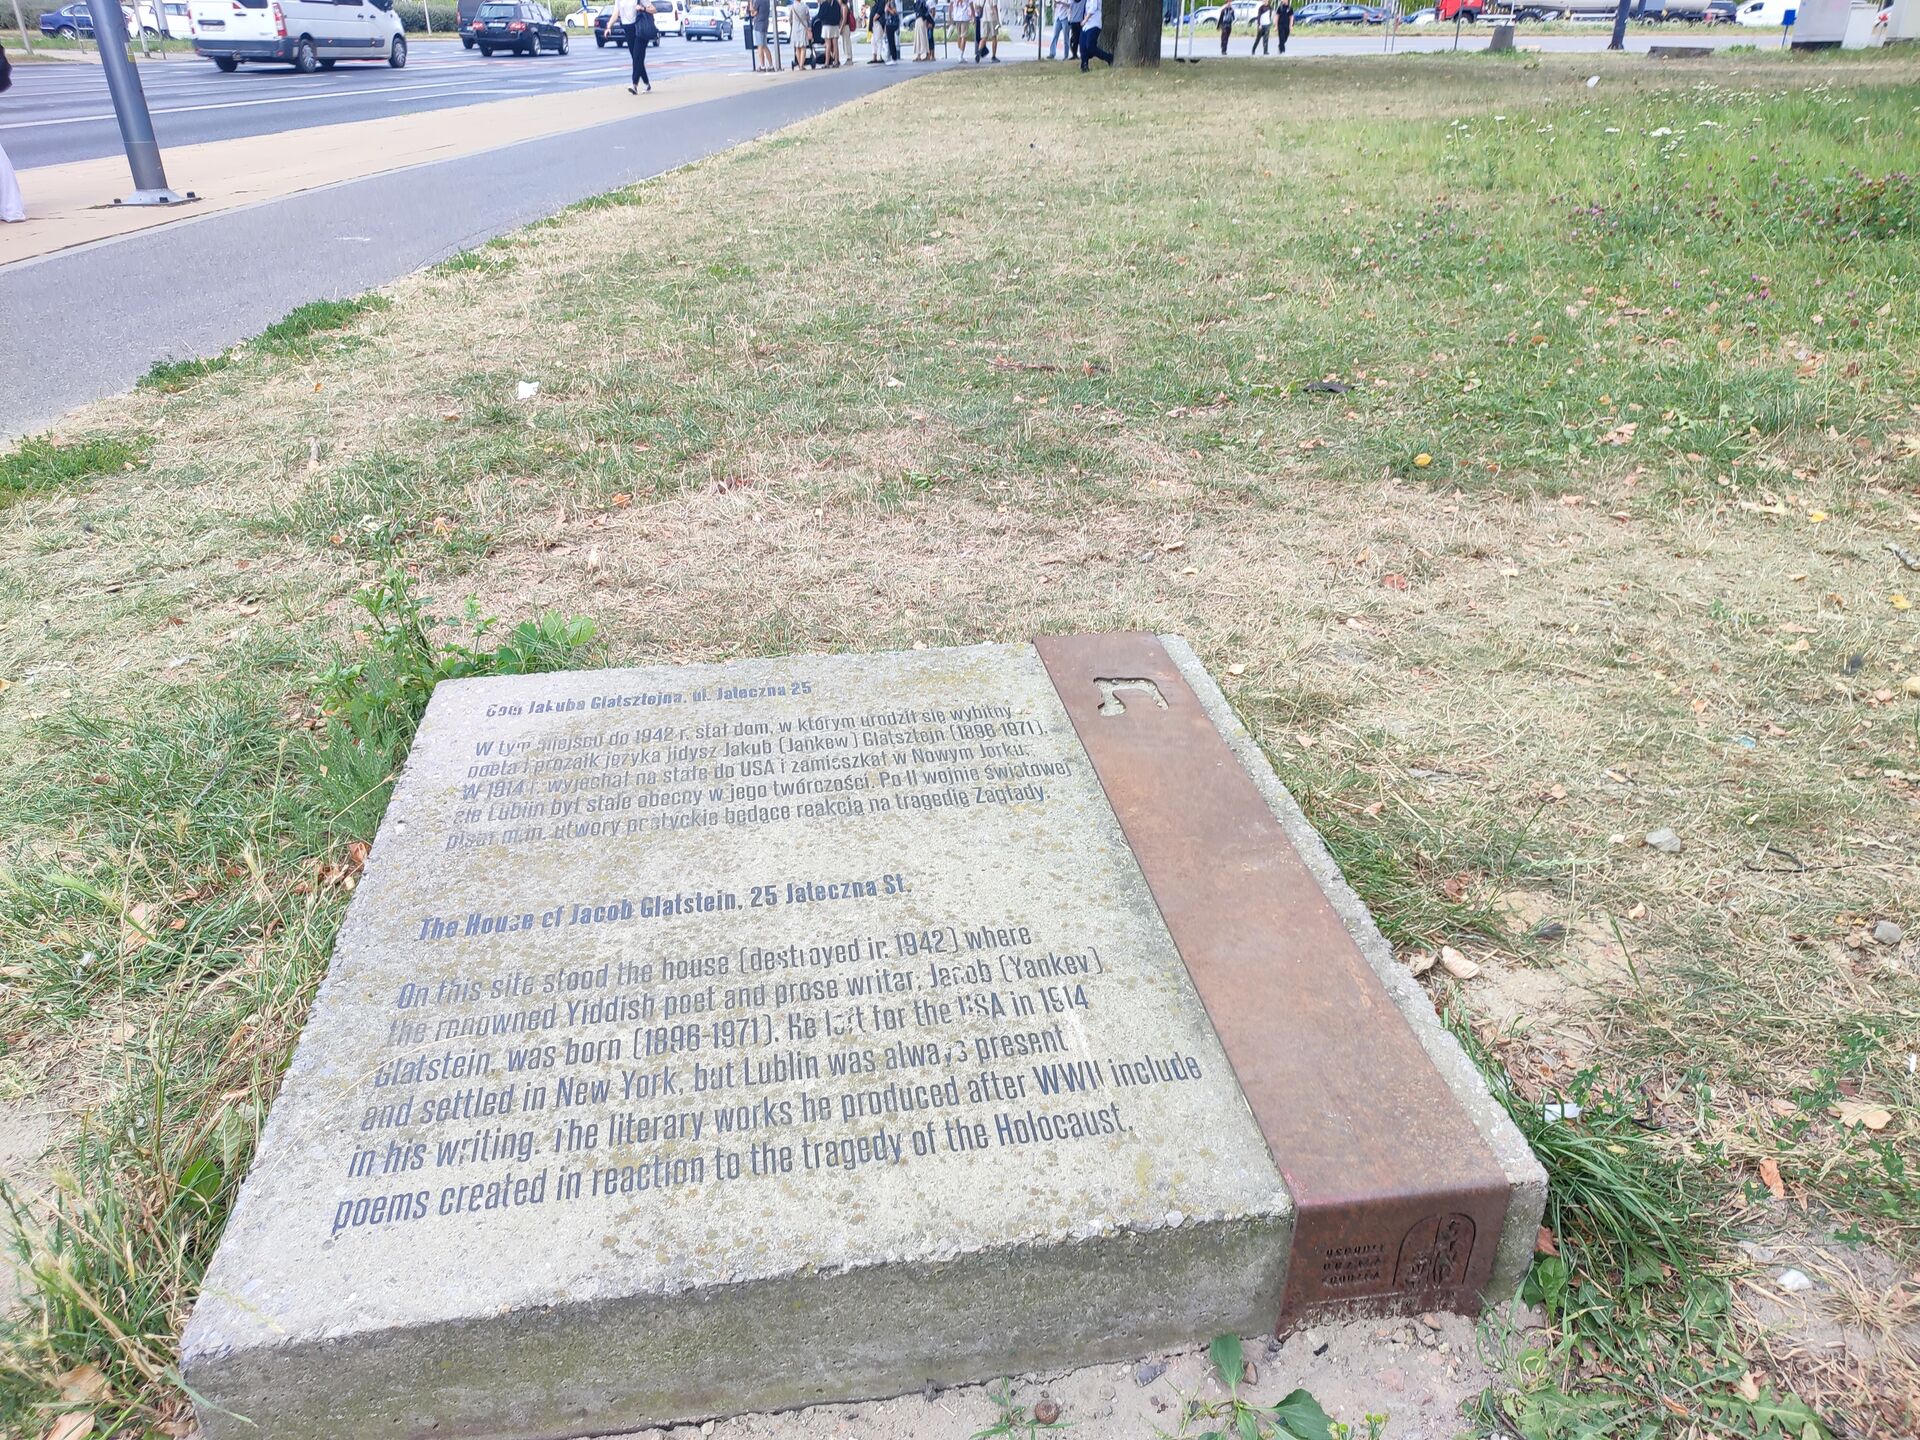 Dom Jakuba Glatsztejna, ul. Jateczna 25
W tym miejscu do 1942 r. stał dom, w którym urodził się wybitny
poeta i prozaik języka jidysz Jakub (Jankew) Glatsztejn (1896-1971).
W 1914 r. wyjechał na stałe do USA i zamieszkał w Nowym Jorku,
ale Lublin był stale obecny w jego twórczości. Po II wojnie światowej
pisał m.in. utwory poetyckie będące reakcją na tragedię Zagłady.
The House of Jacob Glatstein, 25 Jateczna St.
On this site stood the house (destroyed in 1942) where
the renowned Yiddish poet and prose writer, Jacob (Yankev)
Glatstein, was born (1896-1971). He left for the USA in 1914
and settled in New York, but Lublin was always present
in his writing. The literary works he produced after WWII include
poems created in reaction to the tragedy of the Holocaust.
ת